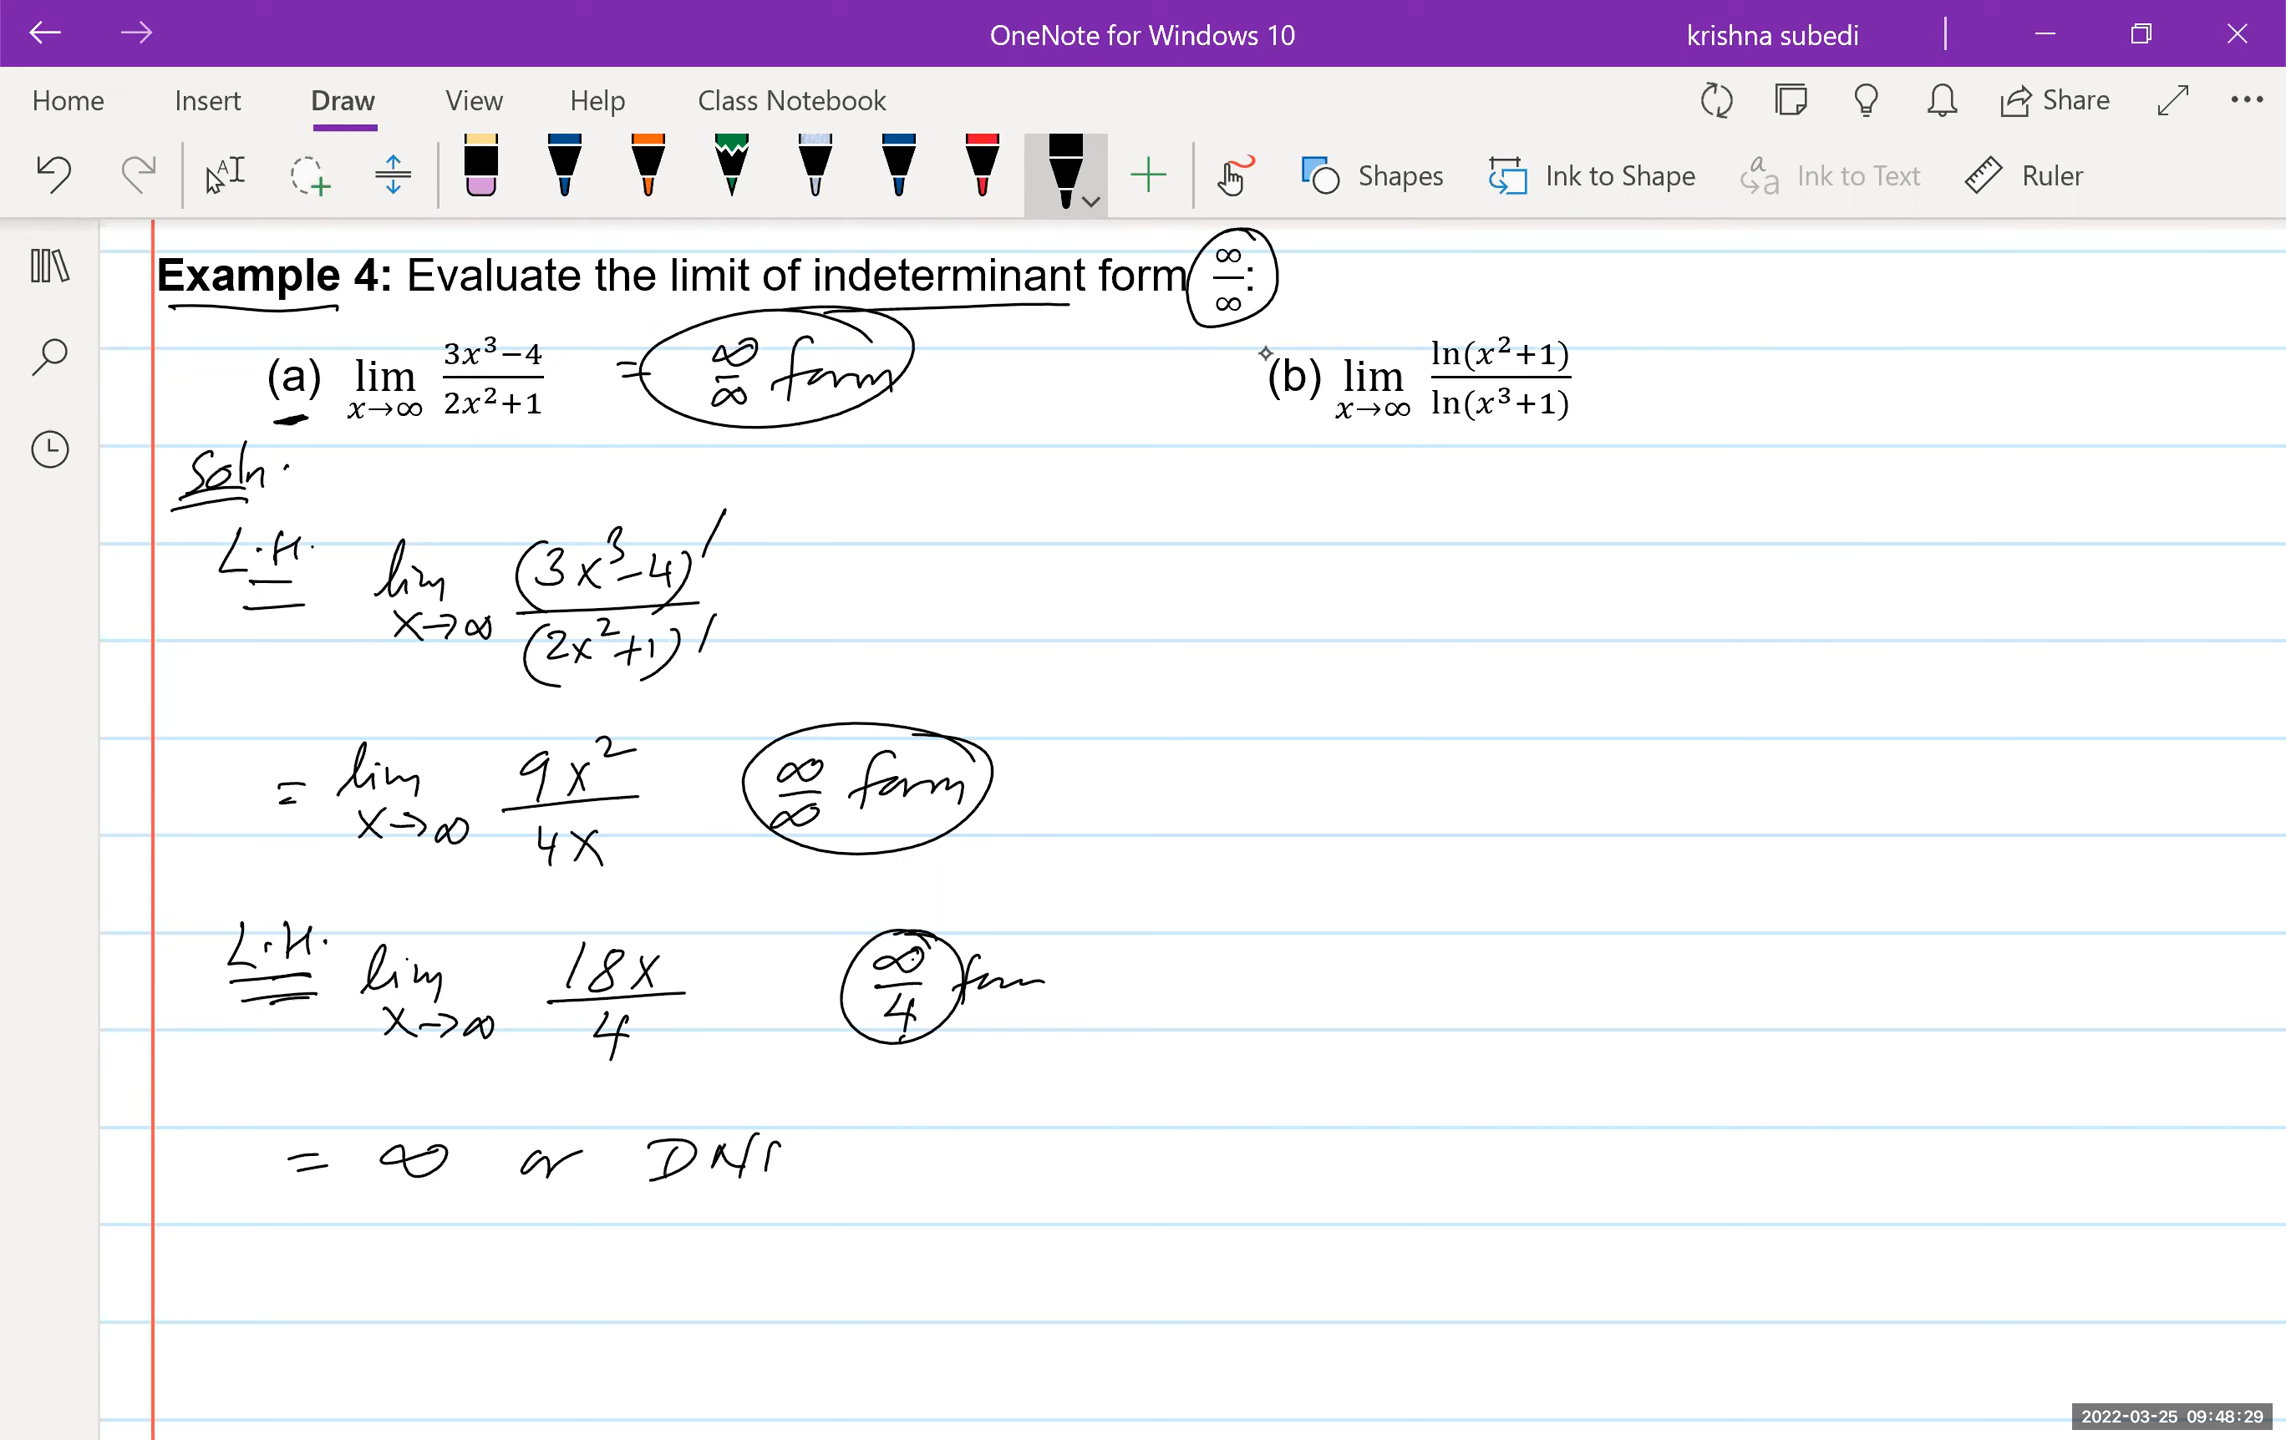 OneNote for Windows 10
krishna subedi
Home Insert Draw View Help Class Notebook
Share
Shapes Ink to Shape Ink to Text Ruler
Example 4: Evaluate the limit of indeterminant form ∞/∞:
(a) lim x→∞ (3x³−4)/(2x²+1) = ∞/∞ form
(b) lim x→∞ ln(x²+1)/ln(x³+1)
Soln.
L.H. lim x→∞ (3x³−4)′/(2x²+1)′
= lim x→∞ 9x²/4x ∞/∞ form
L.H. lim x→∞ 18x/4 ∞/4 form
= ∞ or DN
2022-03-25 09:48:29